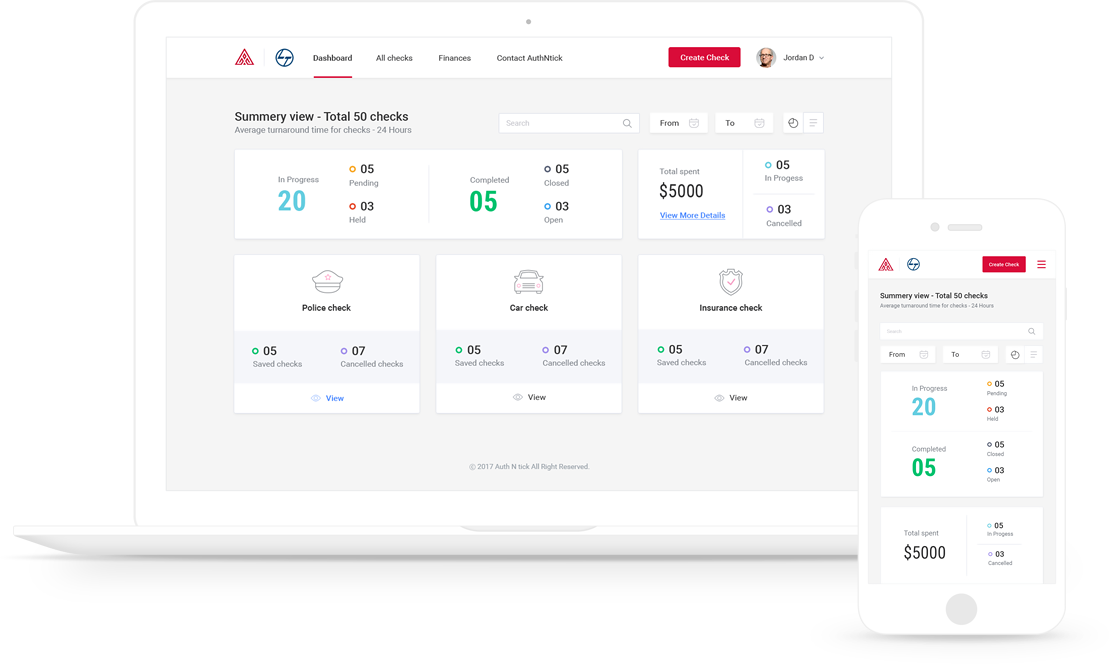 Dashboard All checks Finances Contact AuthNtick Create Check Jordan D
Summery view - Total 50 checks
Average turnaround time for checks - 24 Hours
Search From To
In Progress
20
05
Pending
03
Held
Completed
05
05
Closed
03
Open
Total spent
$5000
View More Details
05
In Progess
03
Cancelled
Police check
05
Saved checks
07
Cancelled checks
View
Car check
05
Saved checks
07
Cancelled checks
View
Insurance check
05
Saved checks
07
Cancelled checks
View
© 2017 Auth N tick All Right Reserved.
Create Check
Summery view - Total 50 checks
Average turnaround time for checks - 24 Hours
Search
From To
In Progress
20
05
Pending
03
Held
Completed
05
05
Closed
03
Open
Total spent
$5000
05
In Progess
03
Cancelled